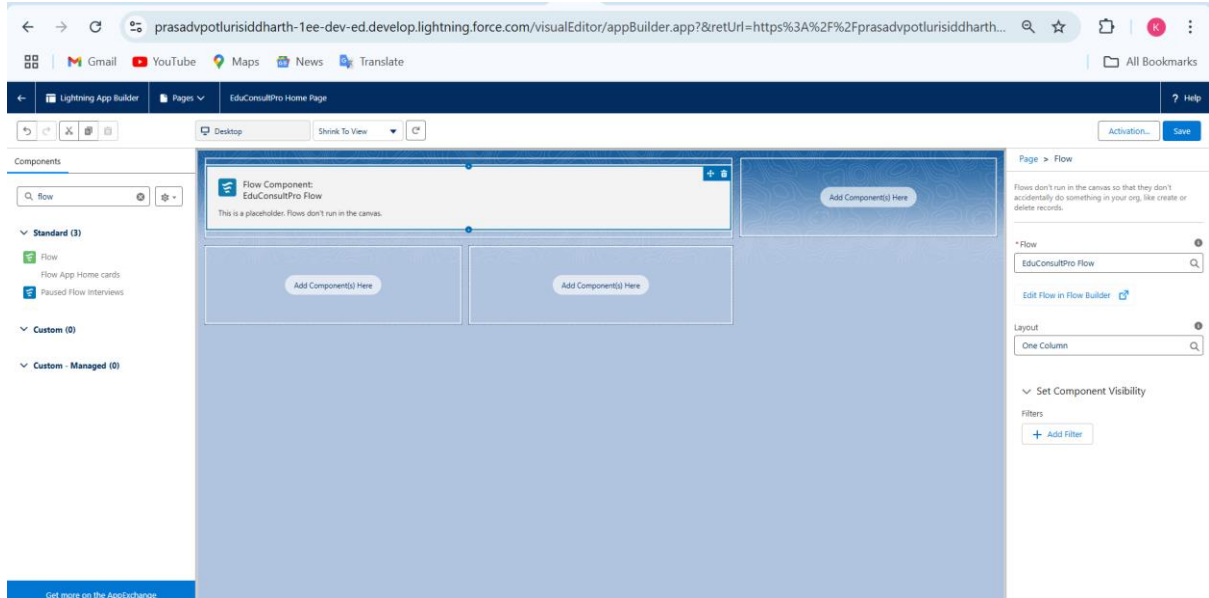 prasadvpotlurisiddharth-1ee-dev-ed.develop.lightning.force.com/visualEditor/appBuilder.app?&retUrl=https%3A%2F%2Fprasadvpotlurisiddharth...
K
Gmail
YouTube
Maps
News
Translate
All Bookmarks
Lightning App Builder
Pages
EduConsultPro Home Page
? Help
Desktop
Shrink To View
Activation...
Save
Components
flow
Standard (3)
Flow
Flow App Home cards
Paused Flow Interviews
Custom (0)
Custom - Managed (0)
Get more on the AppExchange
Flow Component:
EduConsultPro Flow
This is a placeholder. Flows don't run in the canvas.
Add Component(s) Here
Add Component(s) Here
Add Component(s) Here
Page > Flow
Flows don't run in the canvas so that they don't
accidentally do something in your org, like create or
delete records.
* Flow
EduConsultPro Flow
Edit Flow in Flow Builder
Layout
One Column
Set Component Visibility
Filters
+ Add Filter